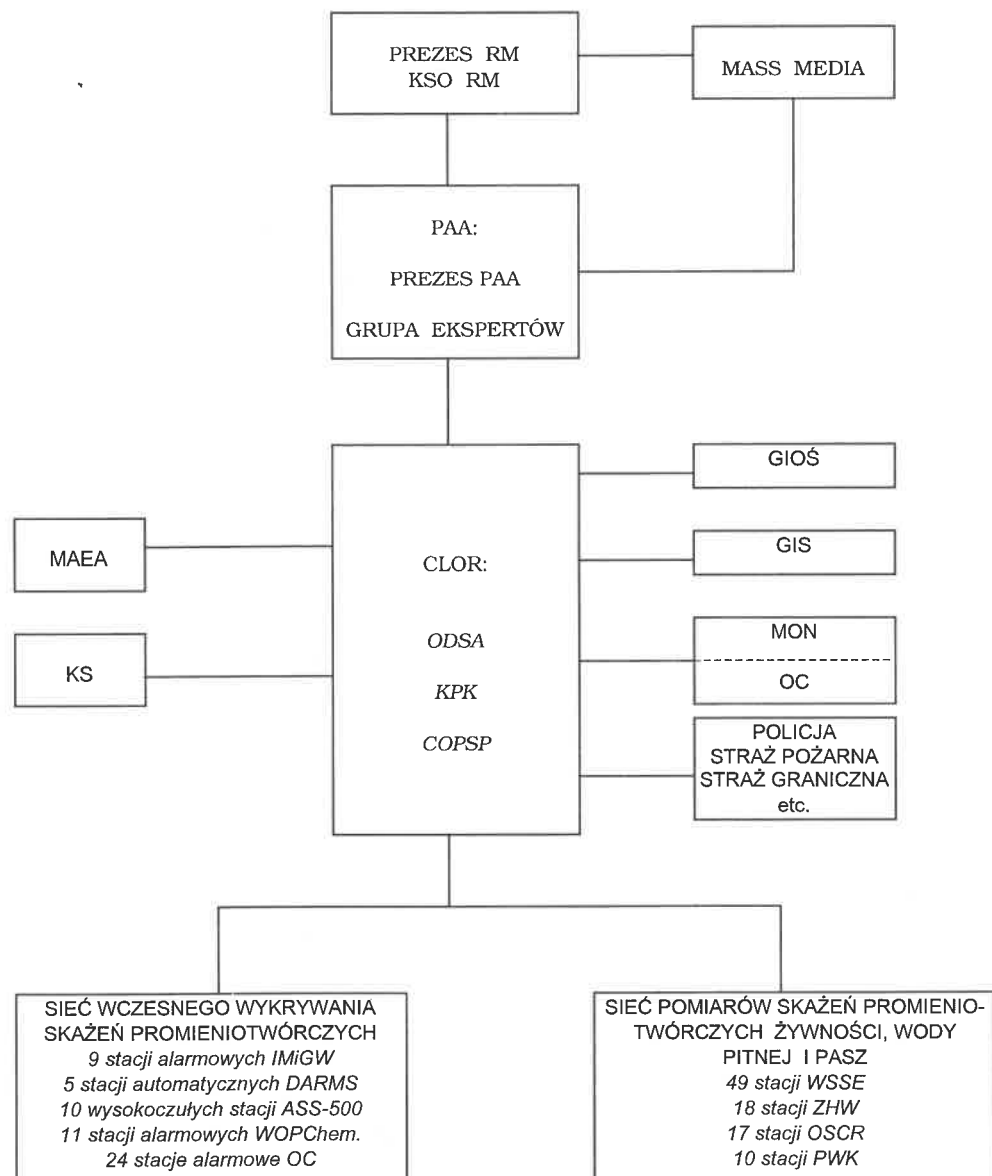 PREZES RM
KSO RM
MASS MEDIA
PAA:
PREZES PAA
GRUPA EKSPERTÓW
GIOŚ
MAEA
GIS
CLOR:
ODSA
KPK
COPSP
KS
MON
OC
POLICJA
STRAŻ POŻARNA
STRAŻ GRANICZNA
etc.
SIEĆ WCZESNEGO WYKRYWANIA
SKAŻEŃ PROMIENIOTWÓRCZYCH
9 stacji alarmowych IMiGW
5 stacji automatycznych DARMS
10 wysokoczułych stacji ASS-500
11 stacji alarmowych WOPChem.
24 stacje alarmowe OC
SIEĆ POMIARÓW SKAŻEŃ PROMIENIO-
TWÓRCZYCH ŻYWNOŚCI, WODY
PITNEJ I PASZ
49 stacji WSSE
18 stacji ZHW
17 stacji OSCR
10 stacji PWK